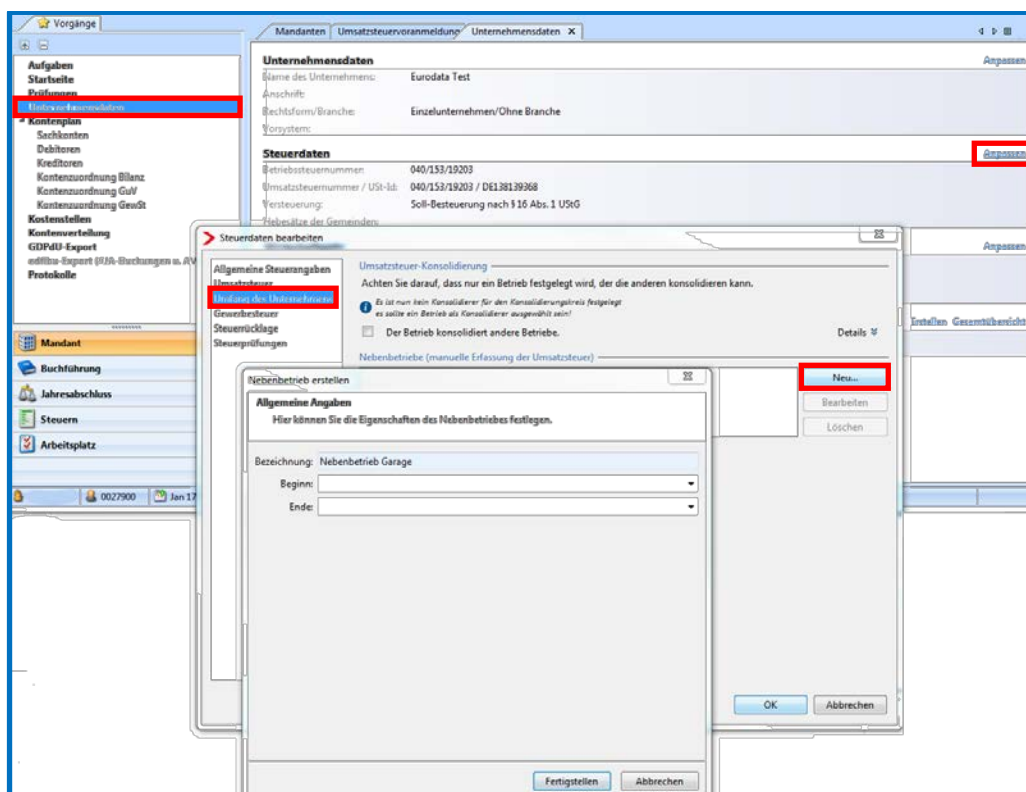 Vorgänge
Mandanten
Umsatzsteuervoranmeldung
Unternehmensdaten X
Aufgaben
Startseite
Prüfungen
Unternehmensdaten
Kontenplan
Sachkonten
Debitoren
Kreditoren
Kontenzuordnung Bilanz
Kontenzuordnung GuV
Kontenzuordnung GewSt
Kostenstellen
Kontenverteilung
GDPdU-Export
Protokolle
Mandant
Buchführung
Jahresabschluss
Steuern
Arbeitsplatz
0027900
Jan 17
Unternehmensdaten Anpassen
Name des Unternehmens: Eurodata Test
Anschrift:
Rechtsform/Branche: Einzelunternehmen/Ohne Branche
Vorsystem:
Steuerdaten Anpassen
Betriebssteuernummer: 040/153/19203
Umsatzsteuernummer / USt-Id: 040/153/19203 / DE138139368
Versteuerung: Soll-Besteuerung nach § 16 Abs. 1 UStG
Hebesätze der Gemeinden:
Anpassen
Erstellen Gesamtübersicht
Steuerdaten bearbeiten
Allgemeine Steuerangaben
Umsatzsteuer
Umfang des Unternehmens
Gewerbesteuer
Steuerrücklage
Steuerprüfungen
Umsatzsteuer-Konsolidierung
Achten Sie darauf, dass nur ein Betrieb festgelegt wird, der die anderen konsolidieren kann.
Es ist nun kein Konsolidierer für den Konsolidierungskreis festgelegt
es sollte ein Betrieb als Konsolidierer ausgewählt sein!
Der Betrieb konsolidiert andere Betriebe.
Details
Nebenbetriebe (manuelle Erfassung der Umsatzsteuer)
Neu...
Bearbeiten
Löschen
Nebenbetrieb erstellen
Allgemeine Angaben
Hier können Sie die Eigenschaften des Nebenbetriebes festlegen.
Bezeichnung: Nebenbetrieb Garage
Beginn:
Ende:
OK Abbrechen
Fertigstellen Abbrechen